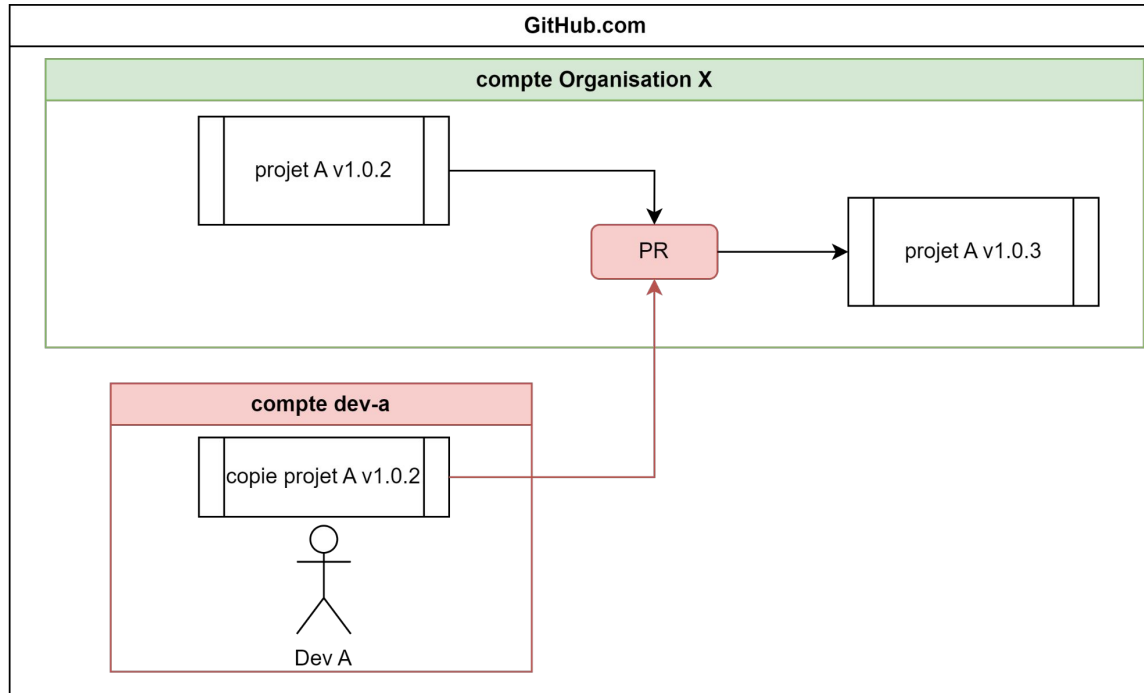 GitHub.com
compte Organisation X
projet A v1.0.2
PR
projet A v1.0.3
compte dev-a
copie projet A v1.0.2
Dev A